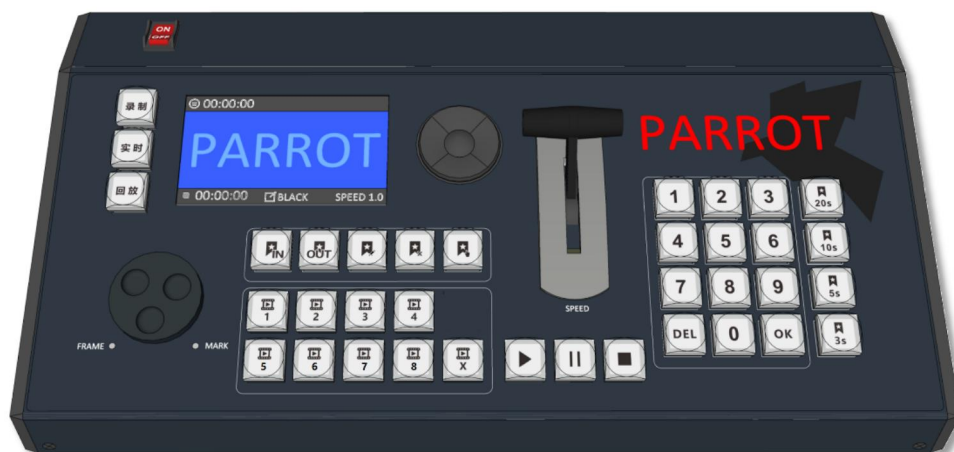 ON
OFF
录制
实时
回放
00:00:00
PARROT
00:00:00 BLACK SPEED 1.0
PARROT
IN
OUT
1
2
3
4
5
6
7
8
X
FRAME
MARK
SPEED
1
2
3
20s
4
5
6
10s
7
8
9
5s
DEL
0
OK
3s